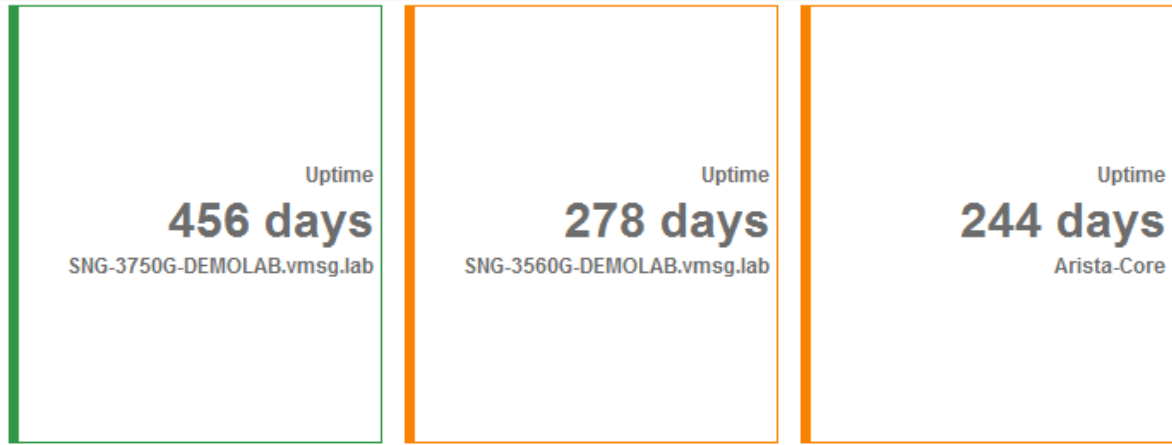 Uptime
456 days
SNG-3750G-DEMOLAB.vmsg.lab
Uptime
278 days
SNG-3560G-DEMOLAB.vmsg.lab
Uptime
244 days
Arista-Core